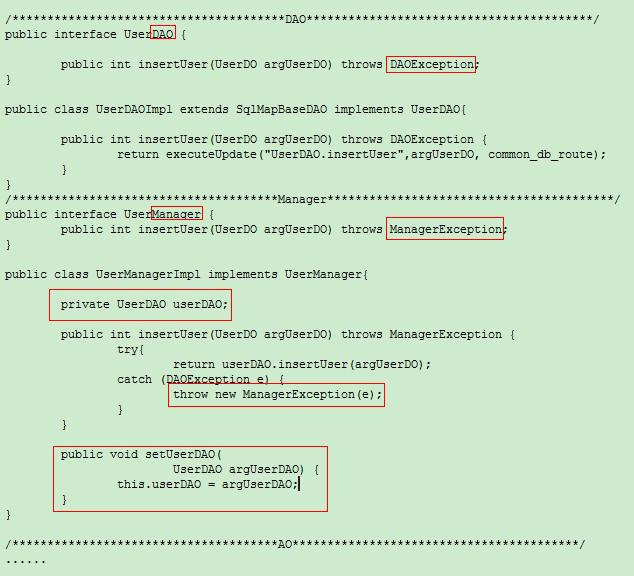 /**************************************DAO*****************************************/
public interface UserDAO {
public int insertUser(UserDO argUserDO) throws DAOException;
}
public class UserDAOImpl extends SqlMapBaseDAO implements UserDAO{
public int insertUser(UserDO argUserDO) throws DAOException {
return executeUpdate("UserDAO.insertUser",argUserDO, common_db_route);
}
}
/**************************************Manager*****************************************/
public interface UserManager {
public int insertUser(UserDO argUserDO) throws ManagerException;
}
public class UserManagerImpl implements UserManager{
private UserDAO userDAO;
public int insertUser(UserDO argUserDO) throws ManagerException {
try{
return userDAO.insertUser(argUserDO);
catch (DAOException e) {
throw new ManagerException(e);
}
}
public void setUserDAO(
UserDAO argUserDAO) {
this.userDAO = argUserDAO;
}
}
/**************************************AO*****************************************/
......